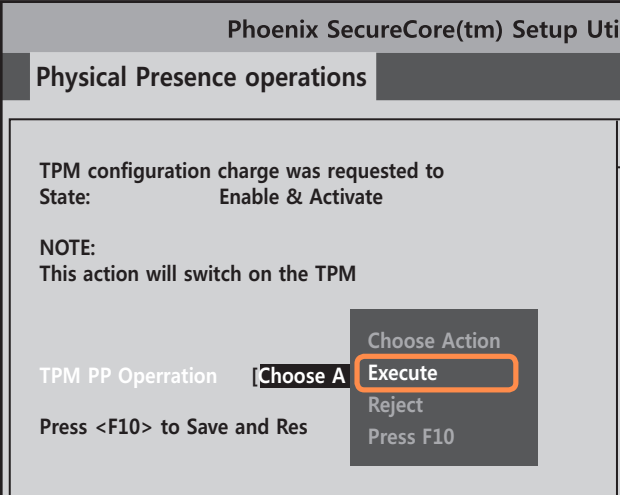 Phoenix SecureCore(tm) Setup Uti
Physical Presence operations
TPM configuration charge was requested to
State: Enable & Activate
NOTE:
This action will switch on the TPM
TPM PP Operration [Choose A
Choose Action
Execute
Reject
Press F10
Press <F10> to Save and Res